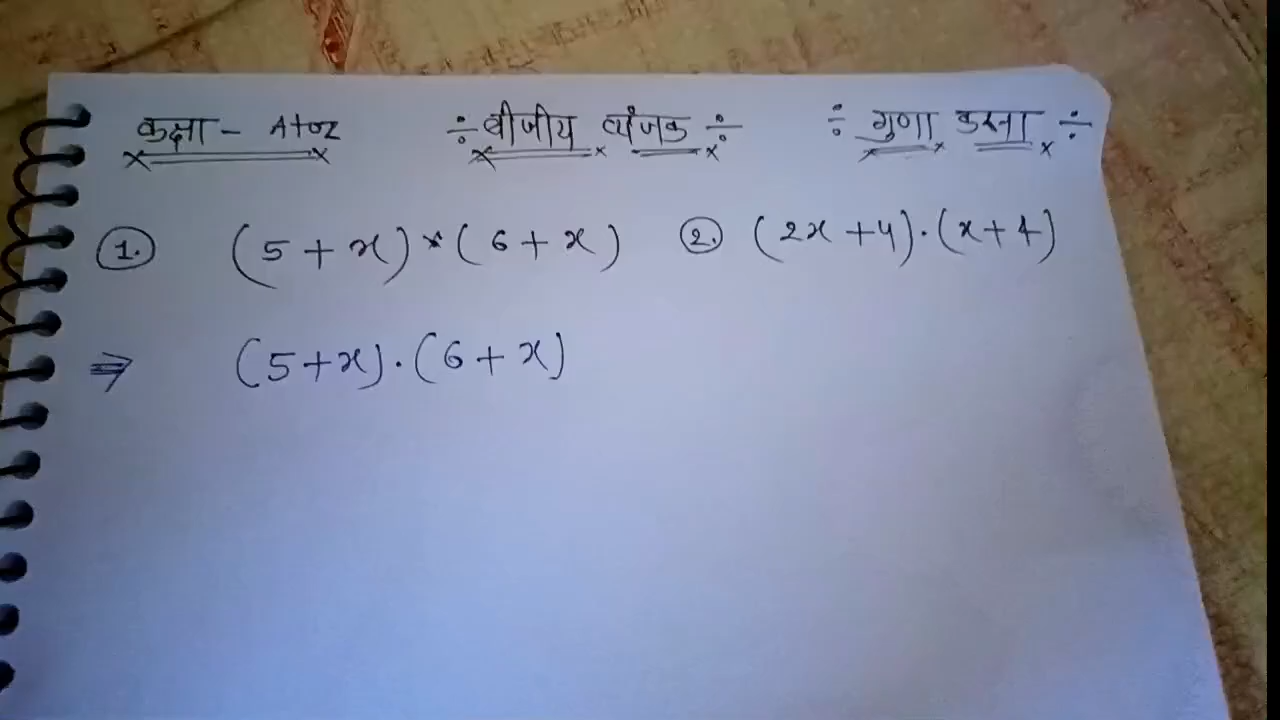 कक्षा - A to Z ÷ बीजीय व्यंजक ÷ ÷ गुणा करना ÷
1. (5 + x) * (6 + x) 2. (2x + 4) . (x + 4)
⇒ (5 + x) . (6 + x)